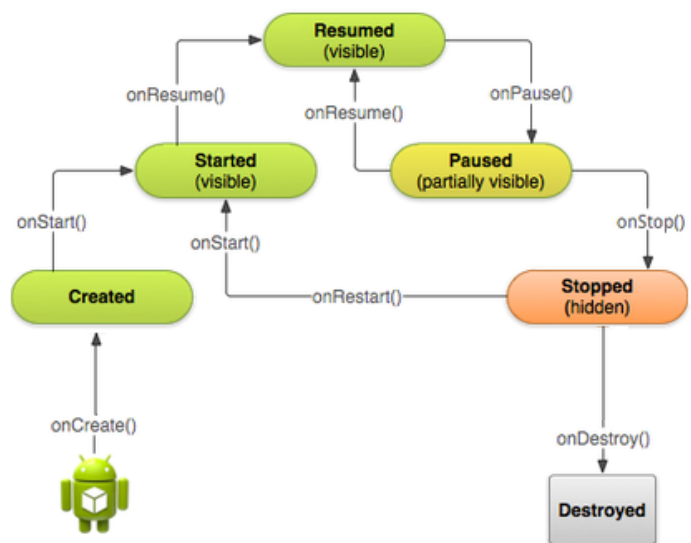 Resumed
(visible)
onResume()
onResume()
onPause()
Started
(visible)
Paused
(partially visible)
onStart()
onStart()
onStop()
Created
onRestart()
Stopped
(hidden)
onCreate()
onDestroy()
Destroyed